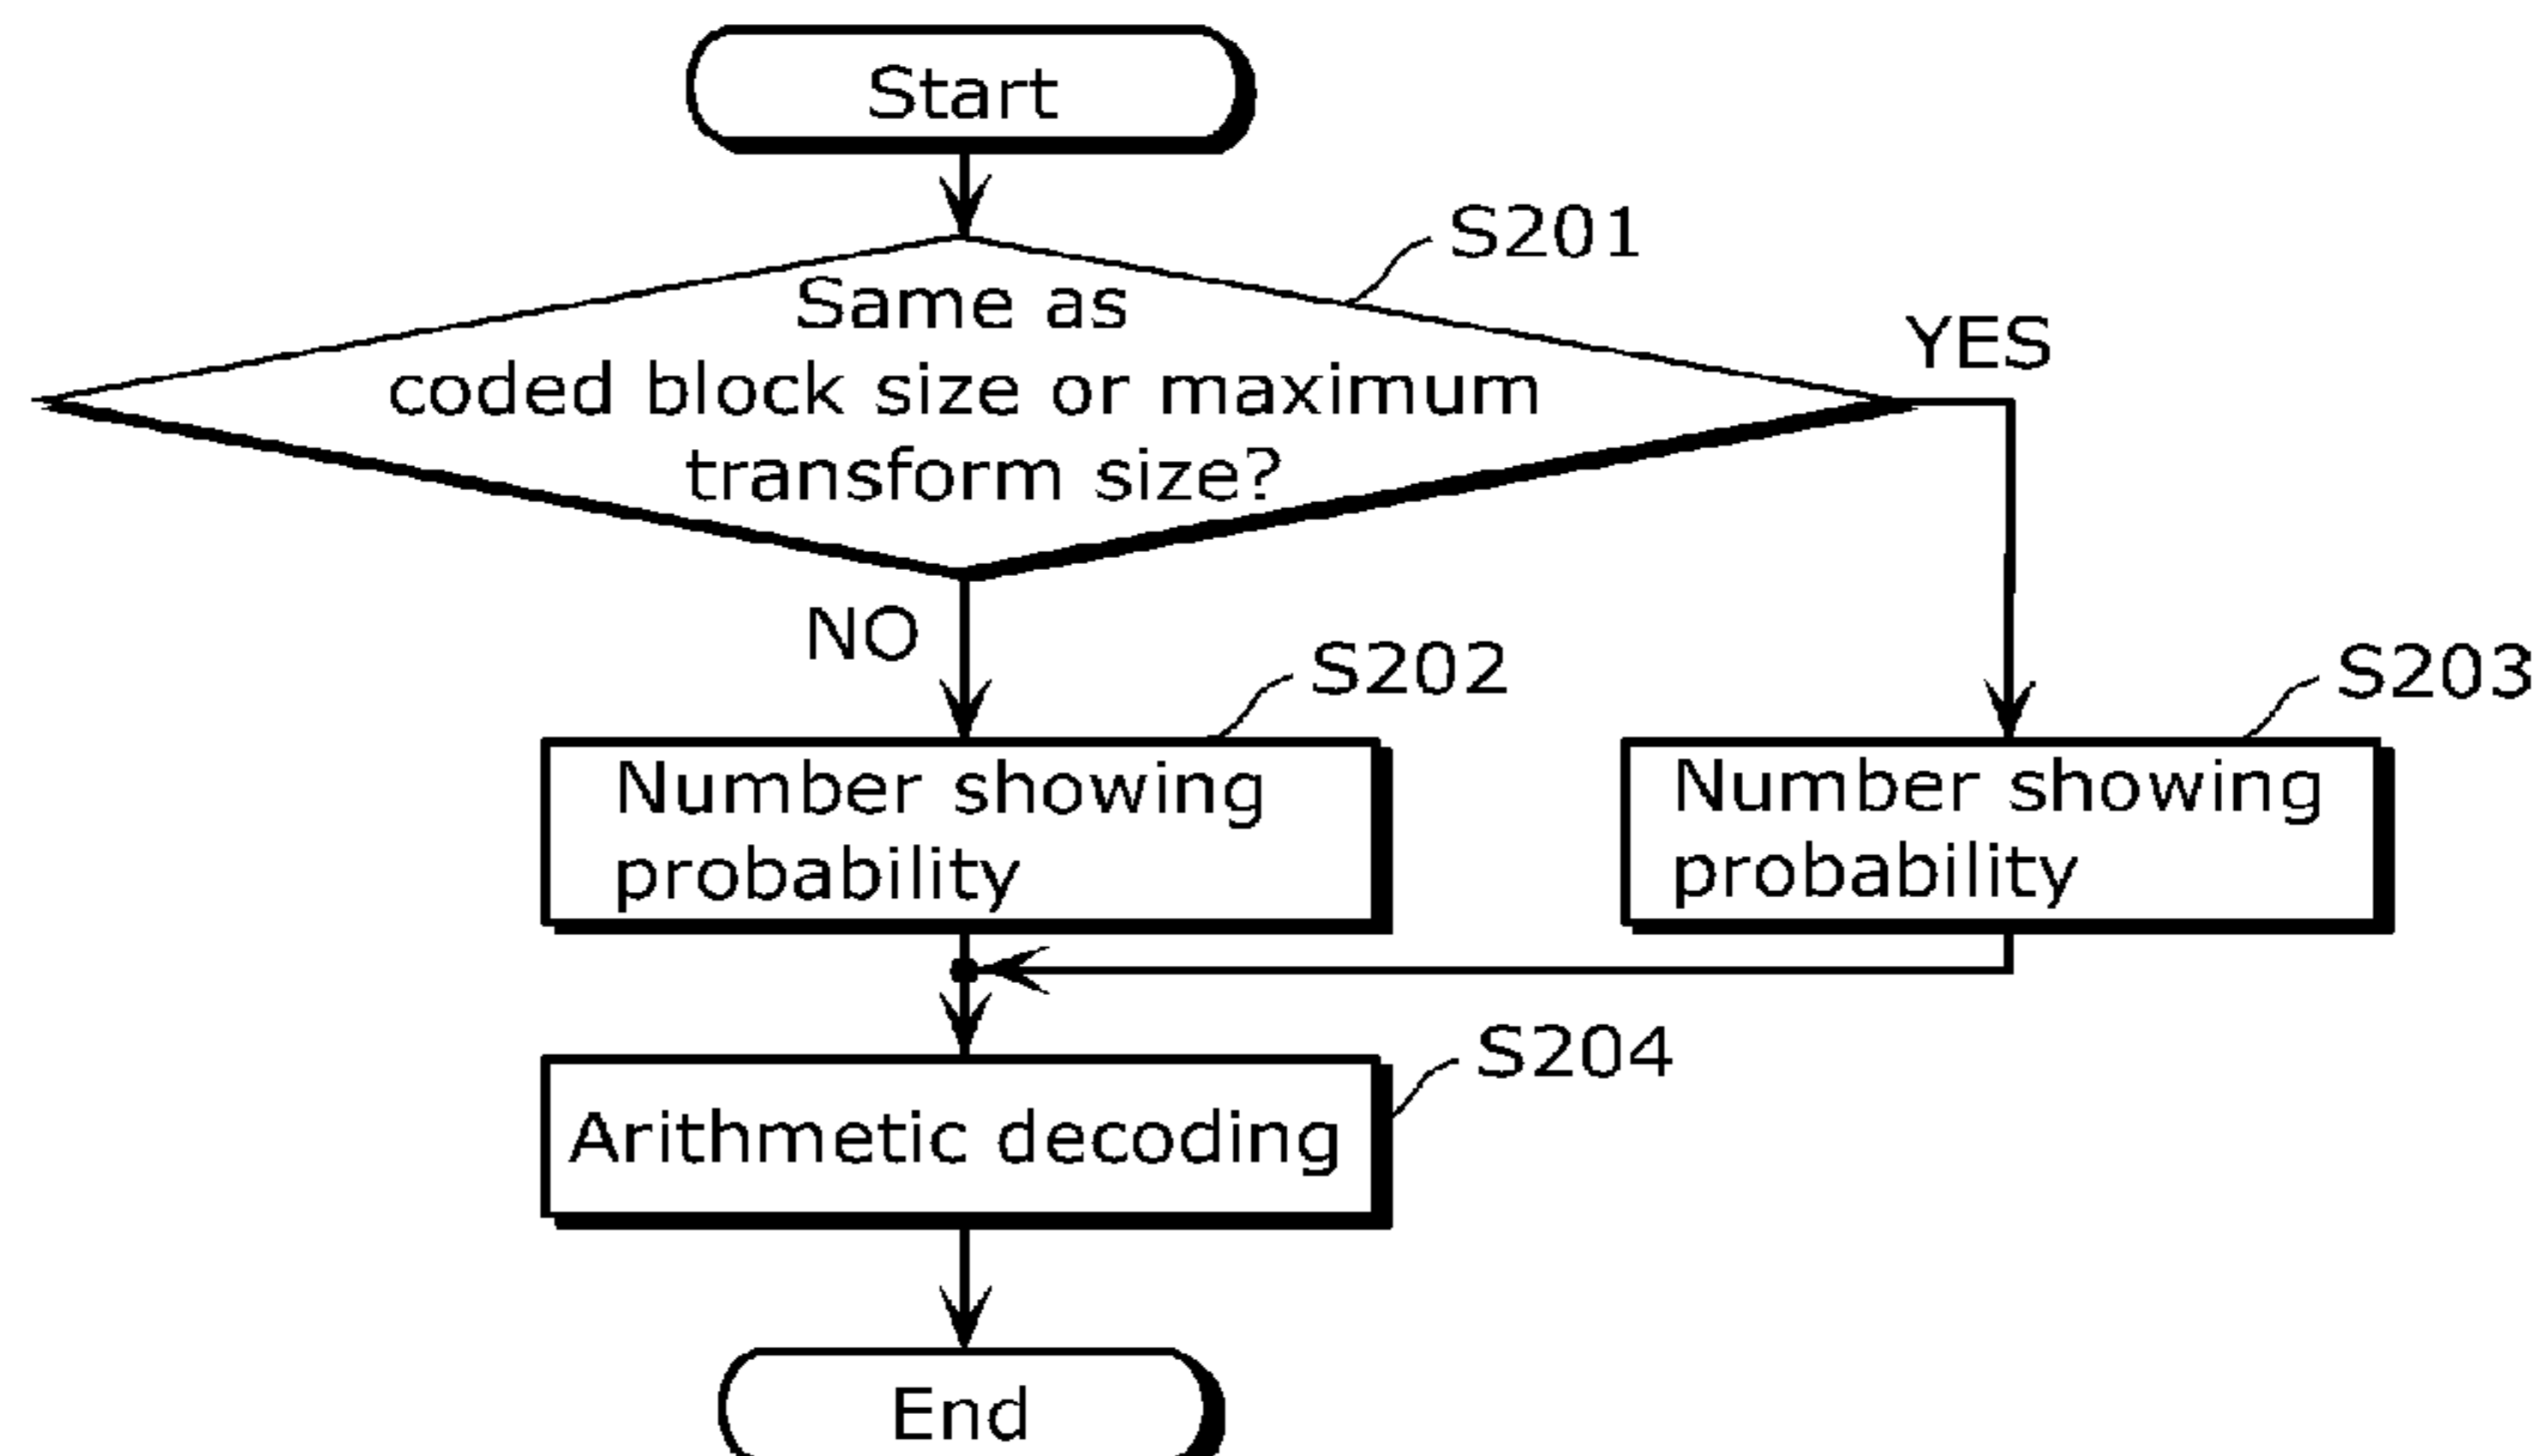 Start
S201
Same as
coded block size or maximum
transform size?
YES
NO
S202
S203
Number showing
probability
Number showing
probability
S204
Arithmetic decoding
End